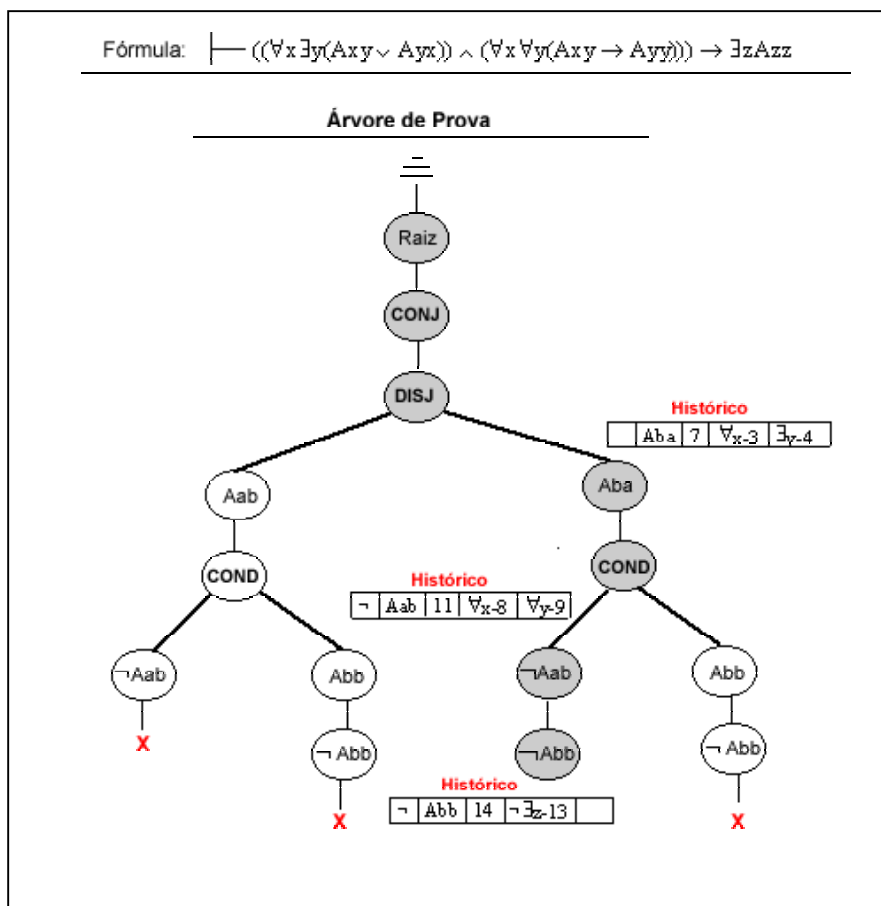 Fórmula: ├─ ((∀x∃y(Axy ∨ Ayx)) ∧ (∀x∀y(Axy → Ayy))) → ∃zAzz
Árvore de Prova
Raiz
CONJ
DISJ
Histórico
Aba 7 ∀x-3 ∃y-4
Aab
Aba
COND
COND
Histórico
¬ Aab 11 ∀x-8 ∀y-9
¬Aab
Abb
¬Aab
Abb
X
¬ Abb
¬Abb
¬ Abb
Histórico
¬ Abb 14 ¬∃z-13
X
X